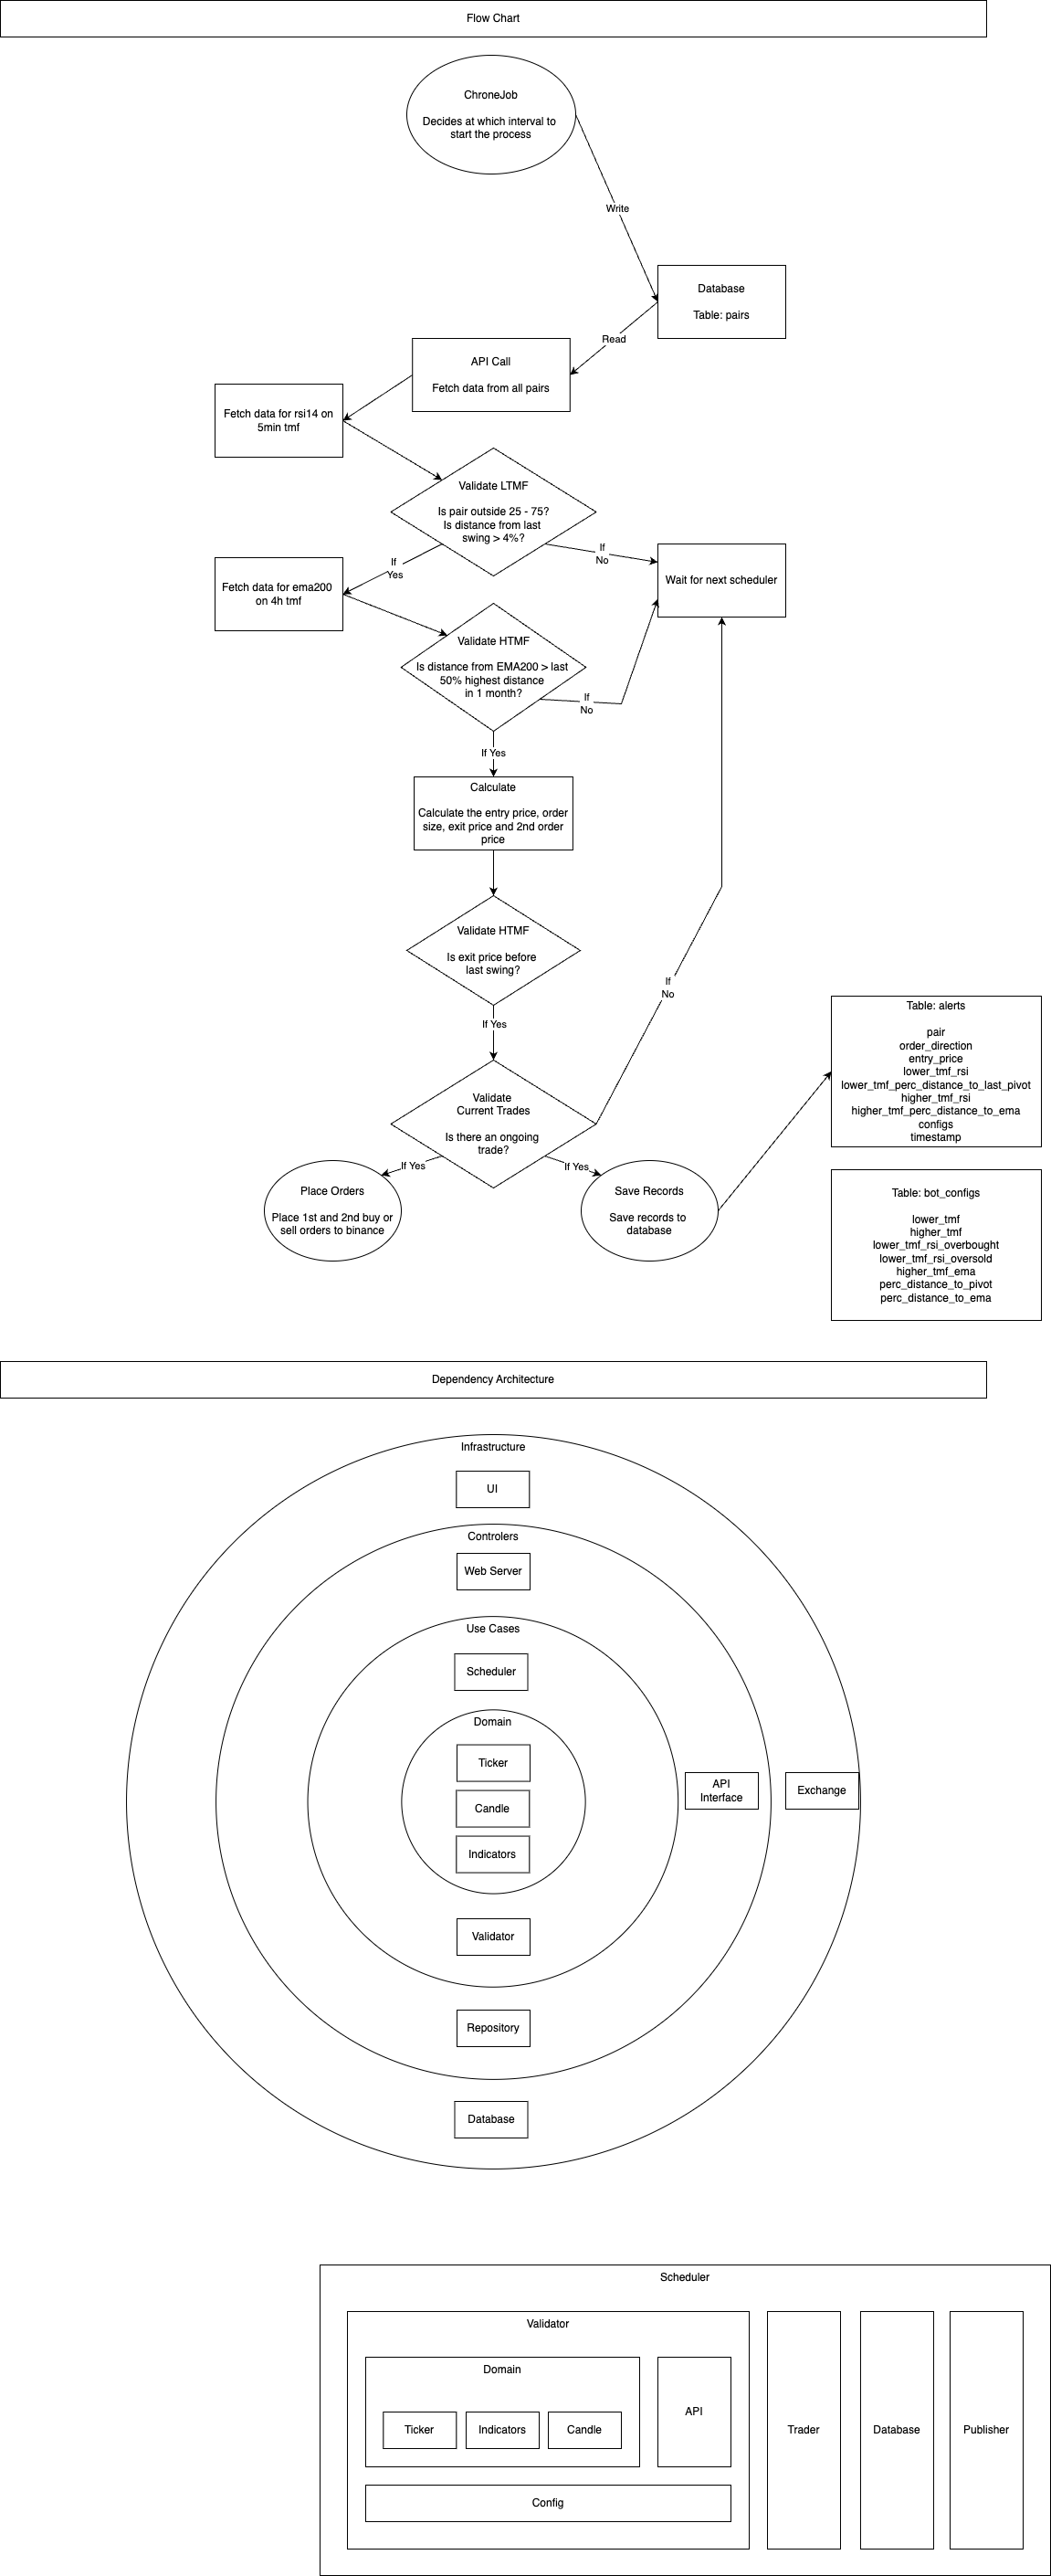 Flow Chart
ChroneJob
Decides at which interval to
start the process
Write
Database
Table: pairs
Read
API Call
Fetch data from all pairs
Fetch data for rsi14 on
5min tmf
Validate LTMF
Is pair outside 25 - 75?
Is distance from last
swing > 4%?
If
Yes
If
No
Wait for next scheduler
Fetch data for ema200
on 4h tmf
Validate HTMF
Is distance from EMA200 > last
50% highest distance
in 1 month?
If
No
If Yes
Calculate
Calculate the entry price, order
size, exit price and 2nd order
price
Validate HTMF
Is exit price before
last swing?
If
No
If Yes
Validate
Current Trades
Is there an ongoing
trade?
If Yes
If Yes
Place Orders
Place 1st and 2nd buy or
sell orders to binance
Save Records
Save records to
database
Table: alerts
pair
order_direction
entry_price
lower_tmf_rsi
lower_tmf_perc_distance_to_last_pivot
higher_tmf_rsi
higher_tmf_perc_distance_to_ema
configs
timestamp
Table: bot_configs
lower_tmf
higher_tmf
lower_tmf_rsi_overbought
lower_tmf_rsi_oversold
higher_tmf_ema
perc_distance_to_pivot
perc_distance_to_ema
Dependency Architecture
Infrastructure
UI
Controlers
Web Server
Use Cases
Scheduler
Domain
Ticker
Candle
Indicators
API
Interface
Exchange
Validator
Repository
Database
Scheduler
Validator
Domain
Ticker
Indicators
Candle
API
Config
Trader
Database
Publisher